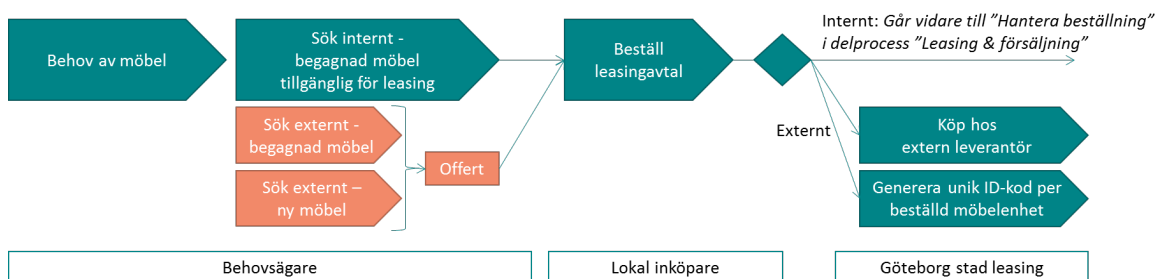 Behov av möbel
Sök internt -
begagnad möbel
tillgänglig för leasing
Sök externt -
begagnad möbel
Sök externt –
ny möbel
Offert
Beställ
leasingavtal
Internt: Går vidare till ”Hantera beställning”
i delprocess ”Leasing & försäljning”
Externt
Köp hos
extern leverantör
Generera unik ID-kod per
beställd möbelenhet
Behovsägare
Lokal inköpare
Göteborg stad leasing